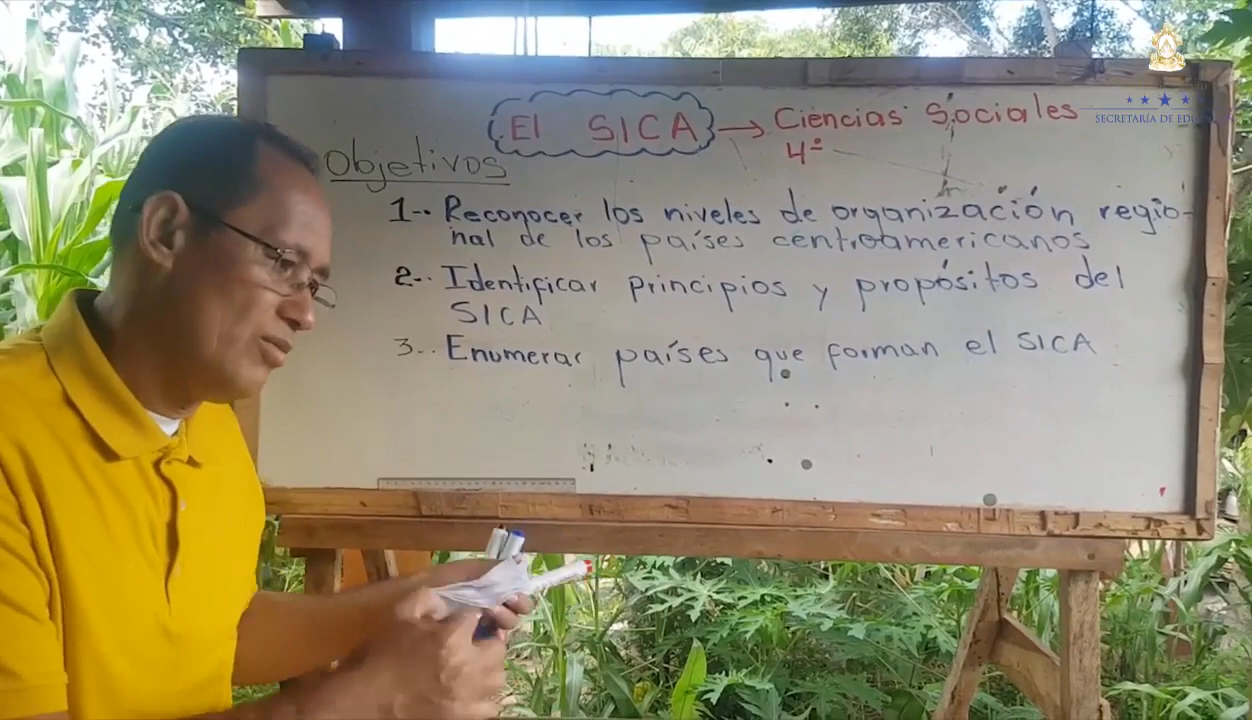 El SICA → Ciencias Sociales
4º
Objetivos
1-. Reconocer los niveles de organización regio-
nal de los países centroamericanos
2-. Identificar principios y propósitos del
SICA
3-. Enumerar países que forman el SICA
SECRETARÍA DE EDUCACIÓN